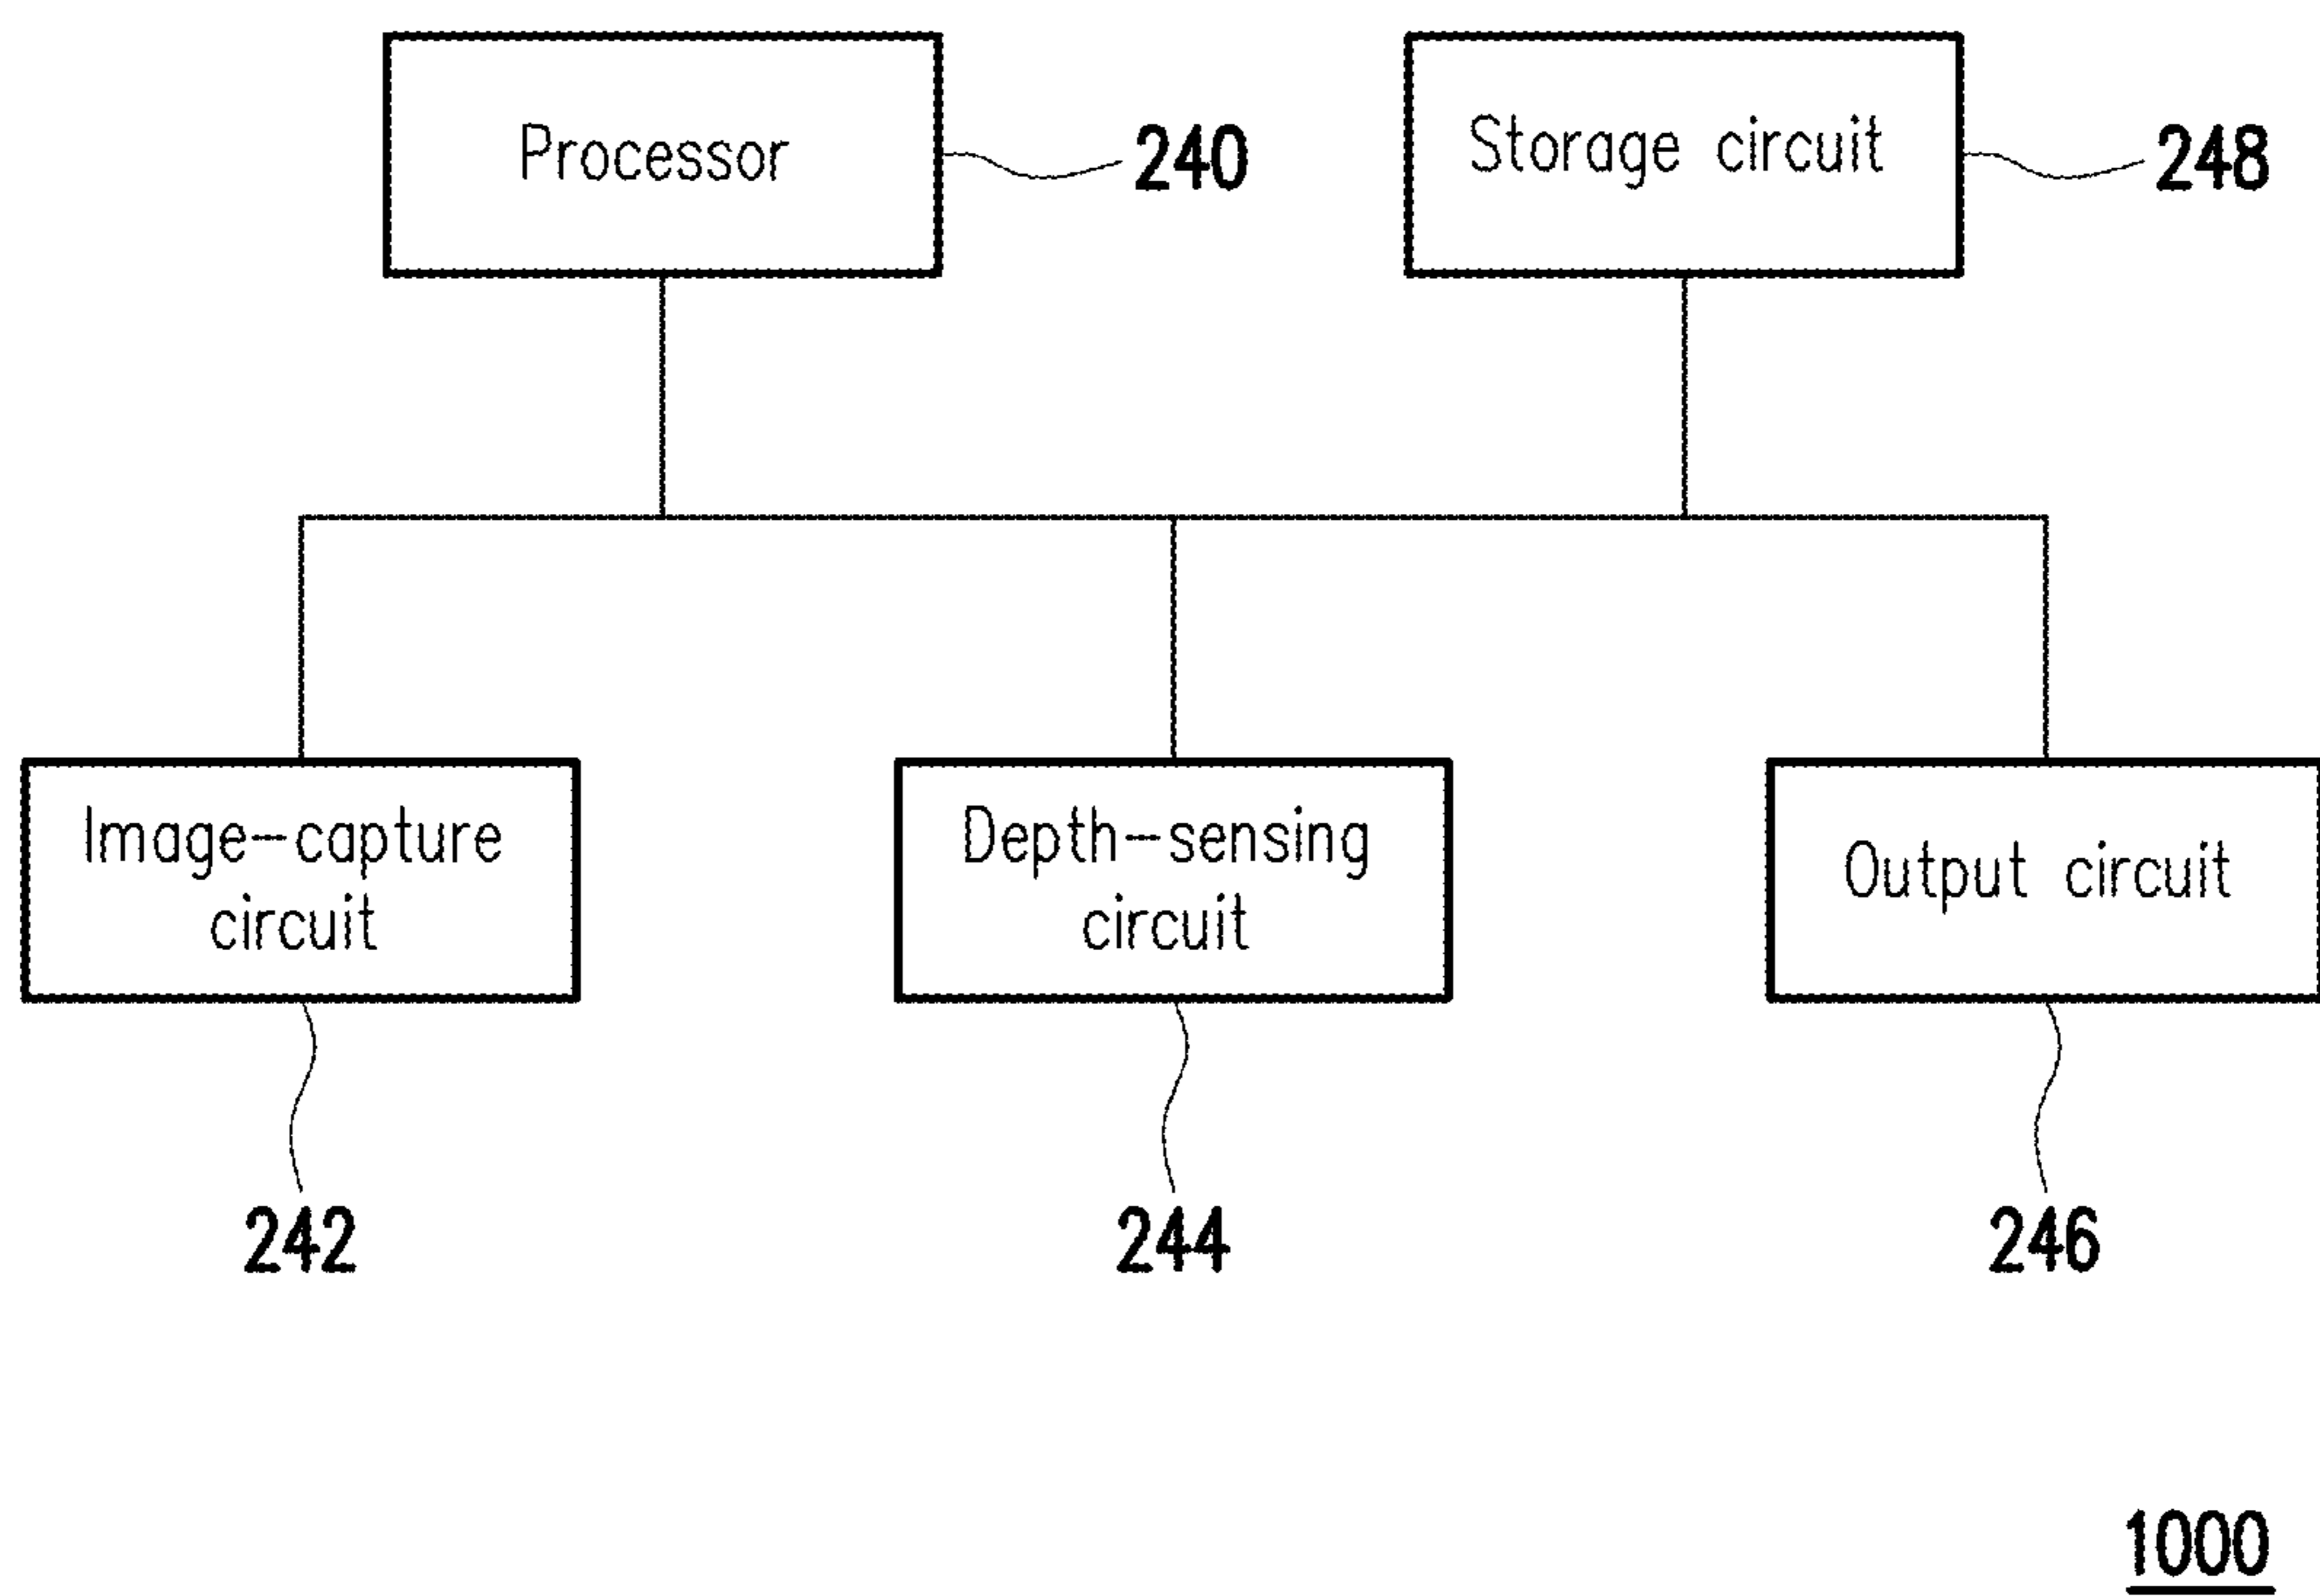 Processor
240
Storage circuit
248
Image-capture
circuit
Depth-sensing
circuit
Output circuit
242
244
246
1000